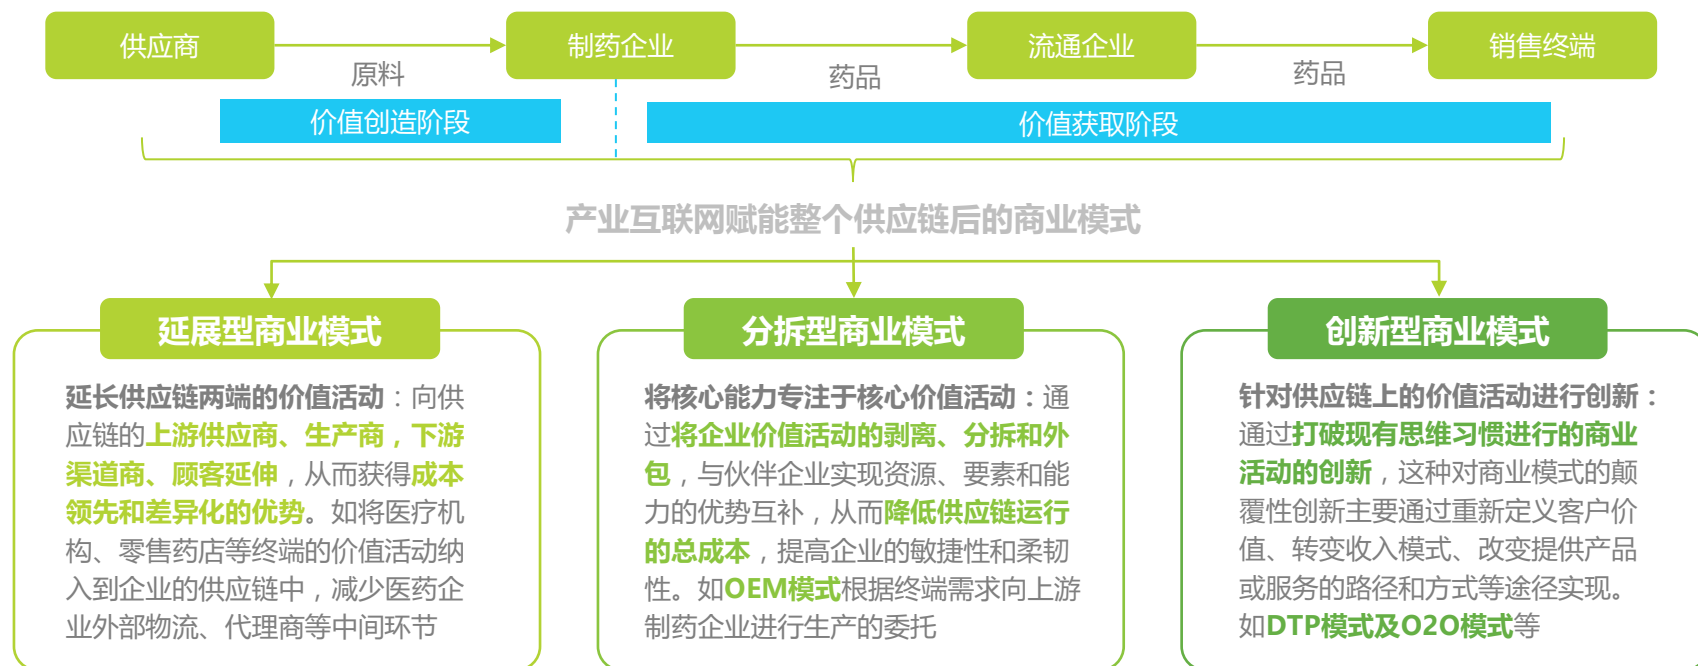 供应商
制药企业
流通企业
销售终端
原料
药品
药品
价值创造阶段
价值获取阶段
产业互联网赋能整个供应链后的商业模式
延展型商业模式
延长供应链两端的价值活动：向供
应链的上游供应商、生产商，下游
渠道商、顾客延伸，从而获得成本
领先和差异化的优势。如将医疗机
构、零售药店等终端的价值活动纳
入到企业的供应链中，减少医药企
业外部物流、代理商等中间环节
分拆型商业模式
将核心能力专注于核心价值活动：通
过将企业价值活动的剥离、分拆和外
包，与伙伴企业实现资源、要素和能
力的优势互补，从而降低供应链运行
的总成本，提高企业的敏捷性和柔韧
性。如OEM模式根据终端需求向上游
制药企业进行生产的委托
创新型商业模式
针对供应链上的价值活动进行创新：
通过打破现有思维习惯进行的商业
活动的创新，这种对商业模式的颠
覆性创新主要通过重新定义客户价
值、转变收入模式、改变提供产品
或服务的路径和方式等途径实现。
如DTP模式及O2O模式等